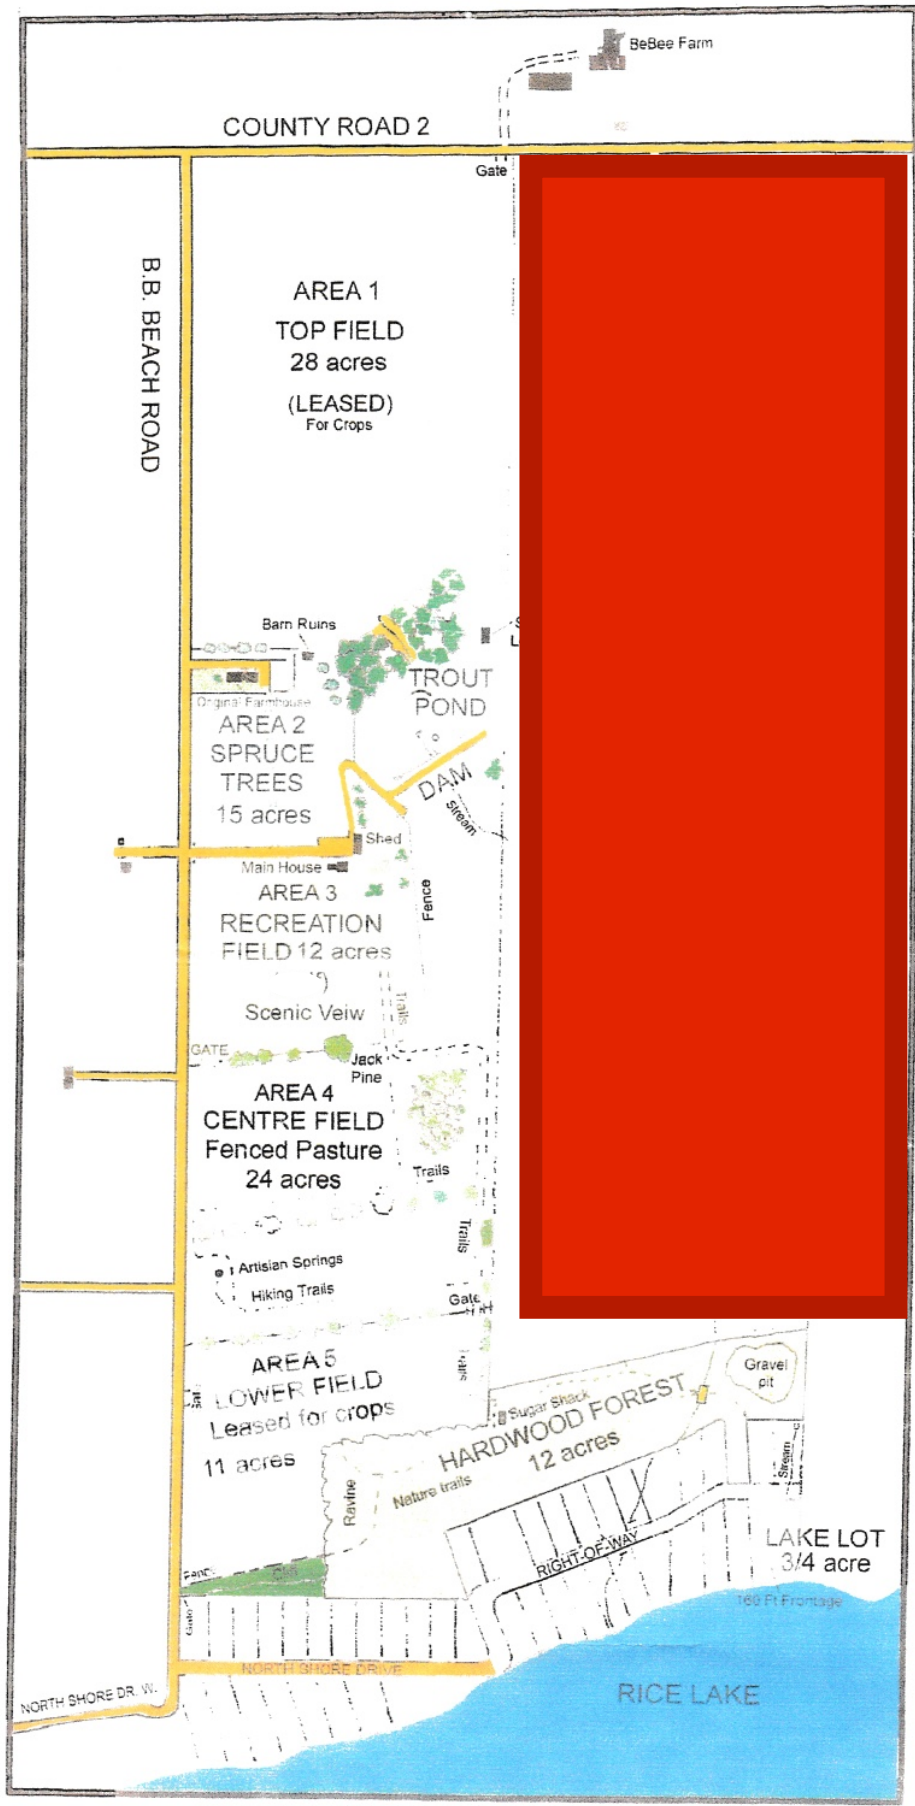 BeBee Farm
COUNTY ROAD 2
Gate
B.B. BEACH ROAD
AREA 1
TOP FIELD
28 acres
(LEASED)
For Crops
Barn Ruins
S
L
Original Farmhouse
TROUT
POND
AREA 2
SPRUCE
TREES
15 acres
DAM
Stream
Shed
Main House
AREA 3
RECREATION
FIELD 12 acres
Fence
Scenic Veiw
Trails
GATE
Jack
Pine
AREA 4
CENTRE FIELD
Fenced Pasture
24 acres
Trails
Trails
Artisian Springs
Hiking Trails
Gate
AREA 5
LOWER FIELD
Leased for crops
11 acres
Gravel
pit
Sugar Shack
HARDWOOD FOREST
12 acres
Nature trails
Ravine
Stream
RIGHT-OF-WAY
LAKE LOT
3/4 acre
160 Ft Frontage
Cliff
NORTH SHORE DRIVE
NORTH SHORE DR. W.
RICE LAKE